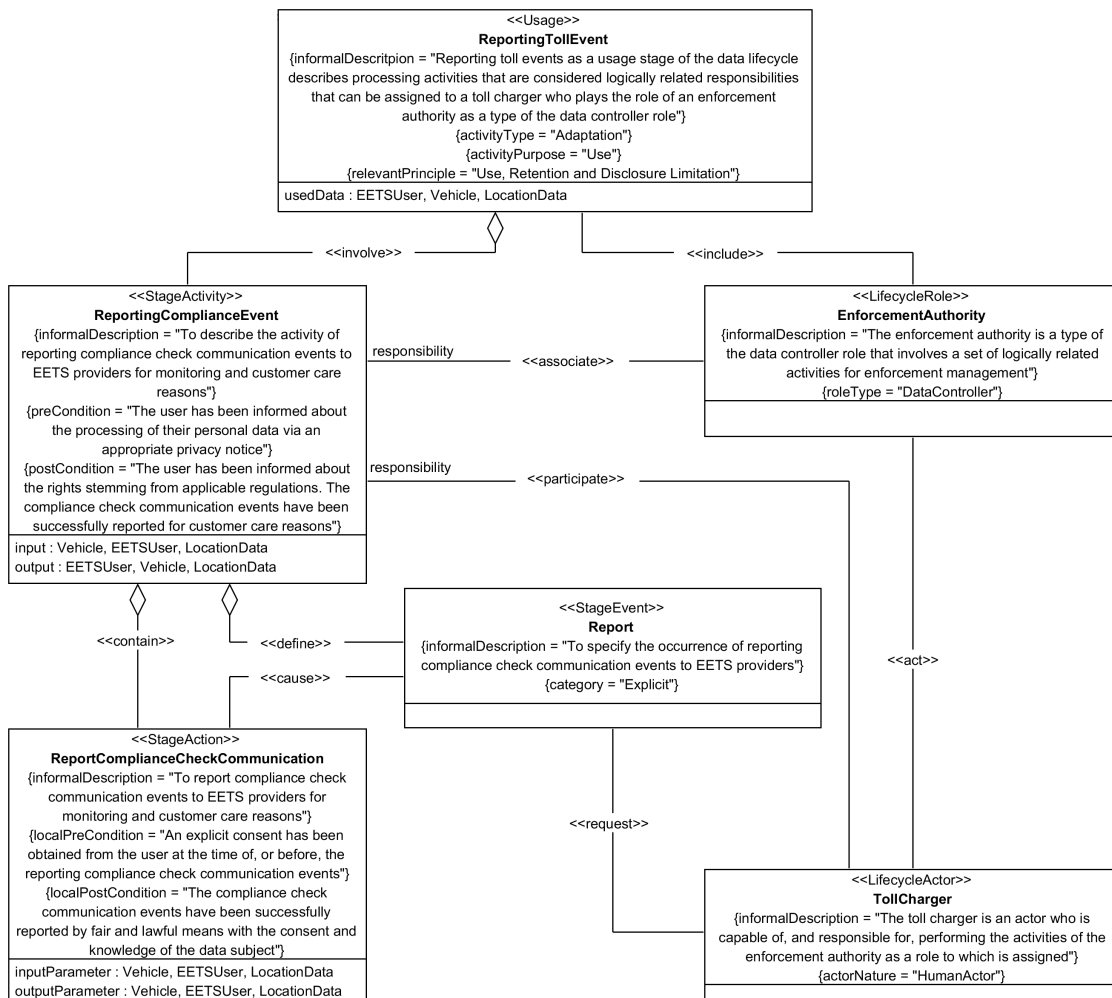 <<Usage>>
ReportingTollEvent
{informalDescritpion = "Reporting toll events as a usage stage of the data lifecycle
describes processing activities that are considered logically related responsibilities
that can be assigned to a toll charger who plays the role of an enforcement
authority as a type of the data controller role"}
{activityType = "Adaptation"}
{activityPurpose = "Use"}
{relevantPrinciple = "Use, Retention and Disclosure Limitation"}
usedData : EETSUser, Vehicle, LocationData
<<involve>>
<<include>>
<<StageActivity>>
ReportingComplianceEvent
{informalDescription = "To describe the activity of
reporting compliance check communication events to
EETS providers for monitoring and customer care
reasons"}
{preCondition = "The user has been informed about
the processing of their personal data via an
appropriate privacy notice"}
{postCondition = "The user has been informed about
the rights stemming from applicable regulations. The
compliance check communication events have been
successfully reported for customer care reasons"}
input : Vehicle, EETSUser, LocationData
output : EETSUser, Vehicle, LocationData
responsibility
<<associate>>
responsibility
<<participate>>
<<LifecycleRole>>
EnforcementAuthority
{informalDescription = "The enforcement authority is a type of
the data controller role that involves a set of logically related
activities for enforcement management"}
{roleType = "DataController"}
<<contain>>
<<define>>
<<cause>>
<<StageEvent>>
Report
{informalDescription = "To specify the occurrence of reporting
compliance check communication events to EETS providers"}
{category = "Explicit"}
<<act>>
<<request>>
<<StageAction>>
ReportComplianceCheckCommunication
{informalDescription = "To report compliance check
communication events to EETS providers for
monitoring and customer care reasons"}
{localPreCondition = "An explicit consent has been
obtained from the user at the time of, or before, the
reporting compliance check communication events"}
{localPostCondition = "The compliance check
communication events have been successfully
reported by fair and lawful means with the consent and
knowledge of the data subject"}
inputParameter : Vehicle, EETSUser, LocationData
outputParameter : Vehicle, EETSUser, LocationData
<<LifecycleActor>>
TollCharger
{informalDescription = "The toll charger is an actor who is
capable of, and responsible for, performing the activities of the
enforcement authority as a role to which is assigned"}
{actorNature = "HumanActor"}